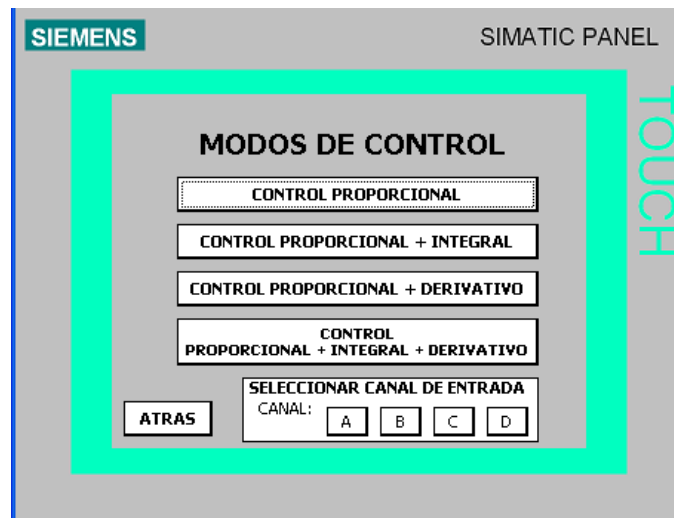 SIEMENS
SIMATIC PANEL
TOUCH
MODOS DE CONTROL
CONTROL PROPORCIONAL
CONTROL PROPORCIONAL + INTEGRAL
CONTROL PROPORCIONAL + DERIVATIVO
CONTROL
PROPORCIONAL + INTEGRAL + DERIVATIVO
SELECCIONAR CANAL DE ENTRADA
CANAL: A B C D
ATRAS